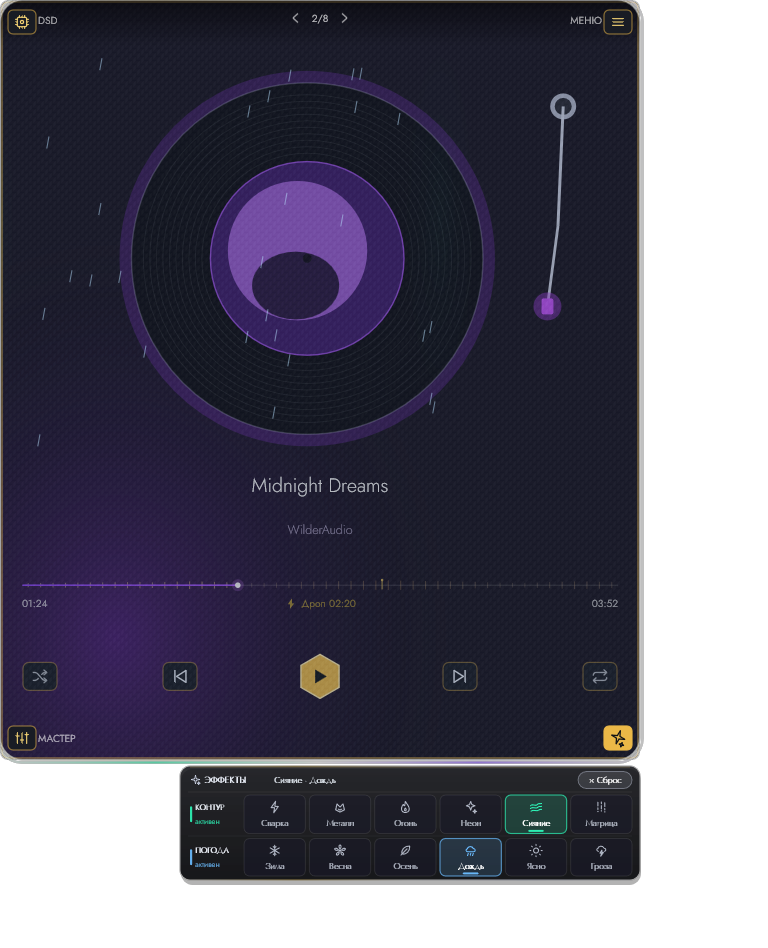 DSD
2/8
МЕНЮ
Midnight Dreams
WilderAudio
01:24
Дроп 02:20
03:52
МАСТЕР
ЭФФЕКТЫ
Сияние · Дождь
× Сброс
КОНТУР
активен
Сварка
Металл
Огонь
Неон
Сияние
Матрица
ПОГОДА
активен
Зима
Весна
Осень
Дождь
Ясно
Гроза